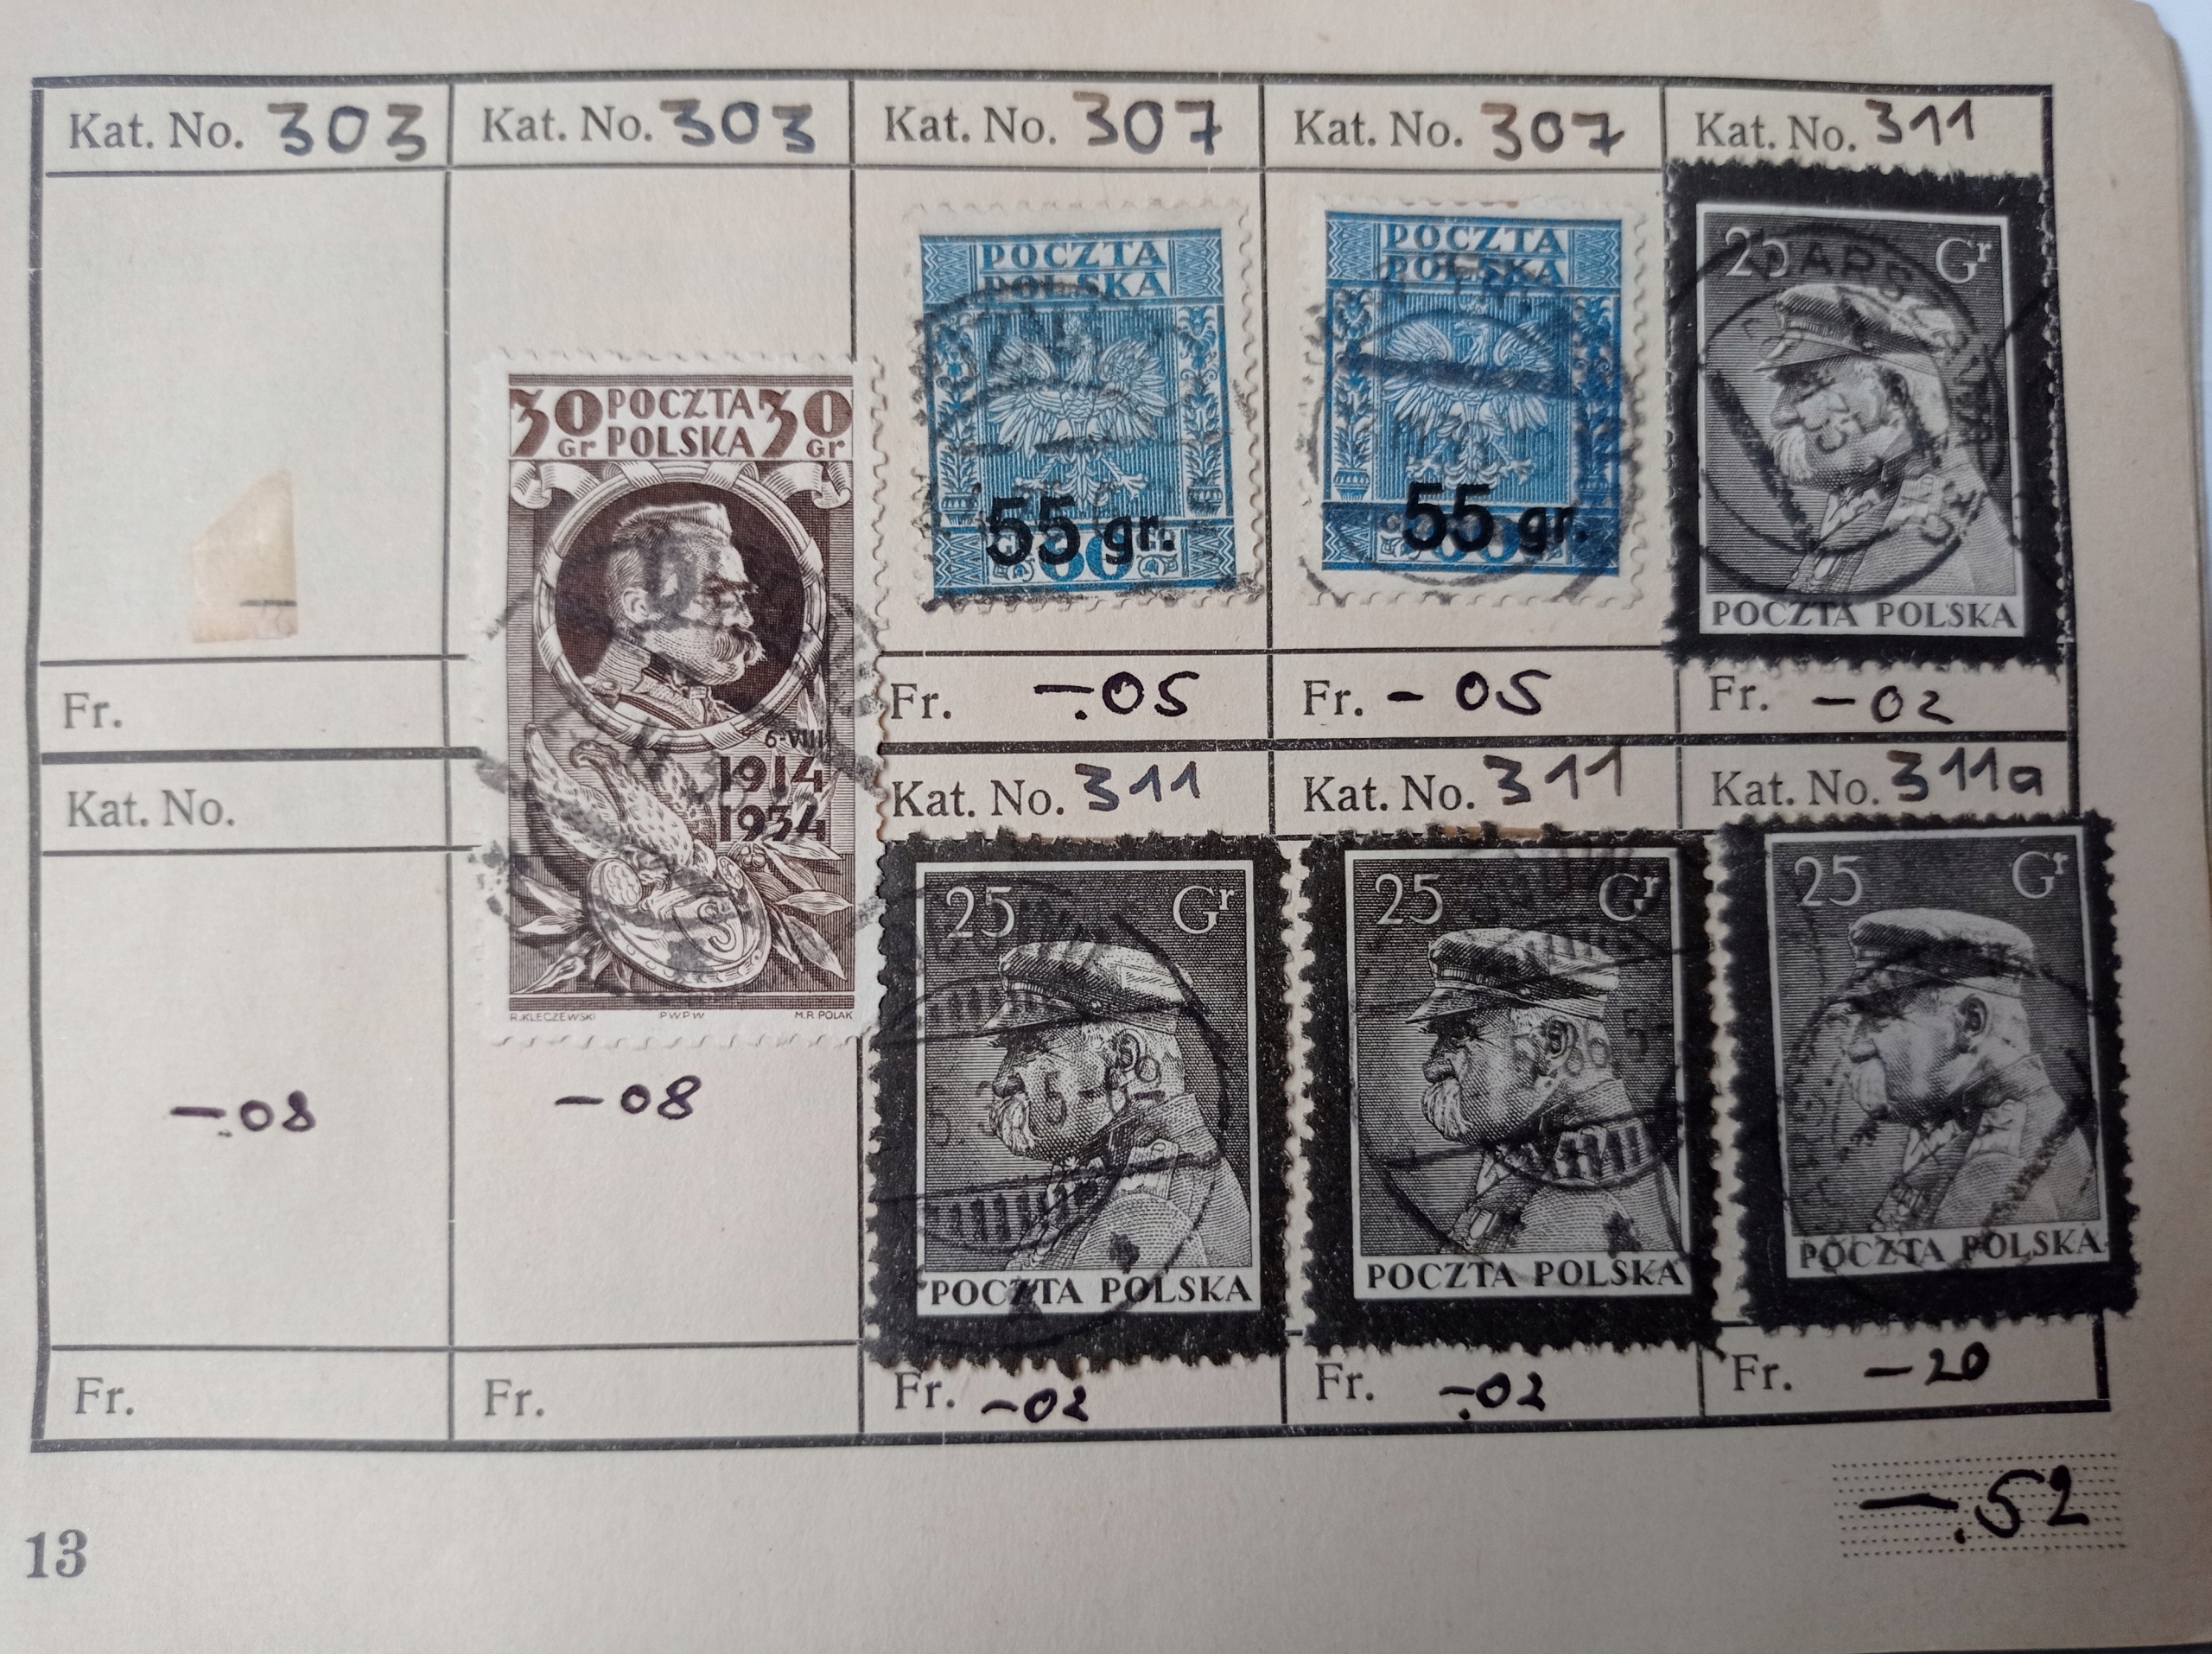 Kat. No. 303
Kat. No. 303
Kat. No. 307
Kat. No. 307
Kat. No. 311
30 POCZTA 30
Gr POLSKA Gr
6-VIII
1914
1934
S
R. KLECZEWSKI P.W.P.W M.R. POLAK
POCZTA
POLSKA
55 gr.
60
POCZTA
POLSKA
55 gr.
60
25 Gr
WARSZAWA
POCZTA POLSKA
Fr.
Fr. -.05
Fr. - 05
Fr. - 02
Kat. No.
Kat. No. 311
Kat. No. 311
Kat. No. 311a
25 Gr
POCZTA POLSKA
25 Gr
POCZTA POLSKA
25 Gr
POCZTA POLSKA
-.08
-08
Fr.
Fr.
Fr. -02
Fr. -.02
Fr. -20
-.52
13